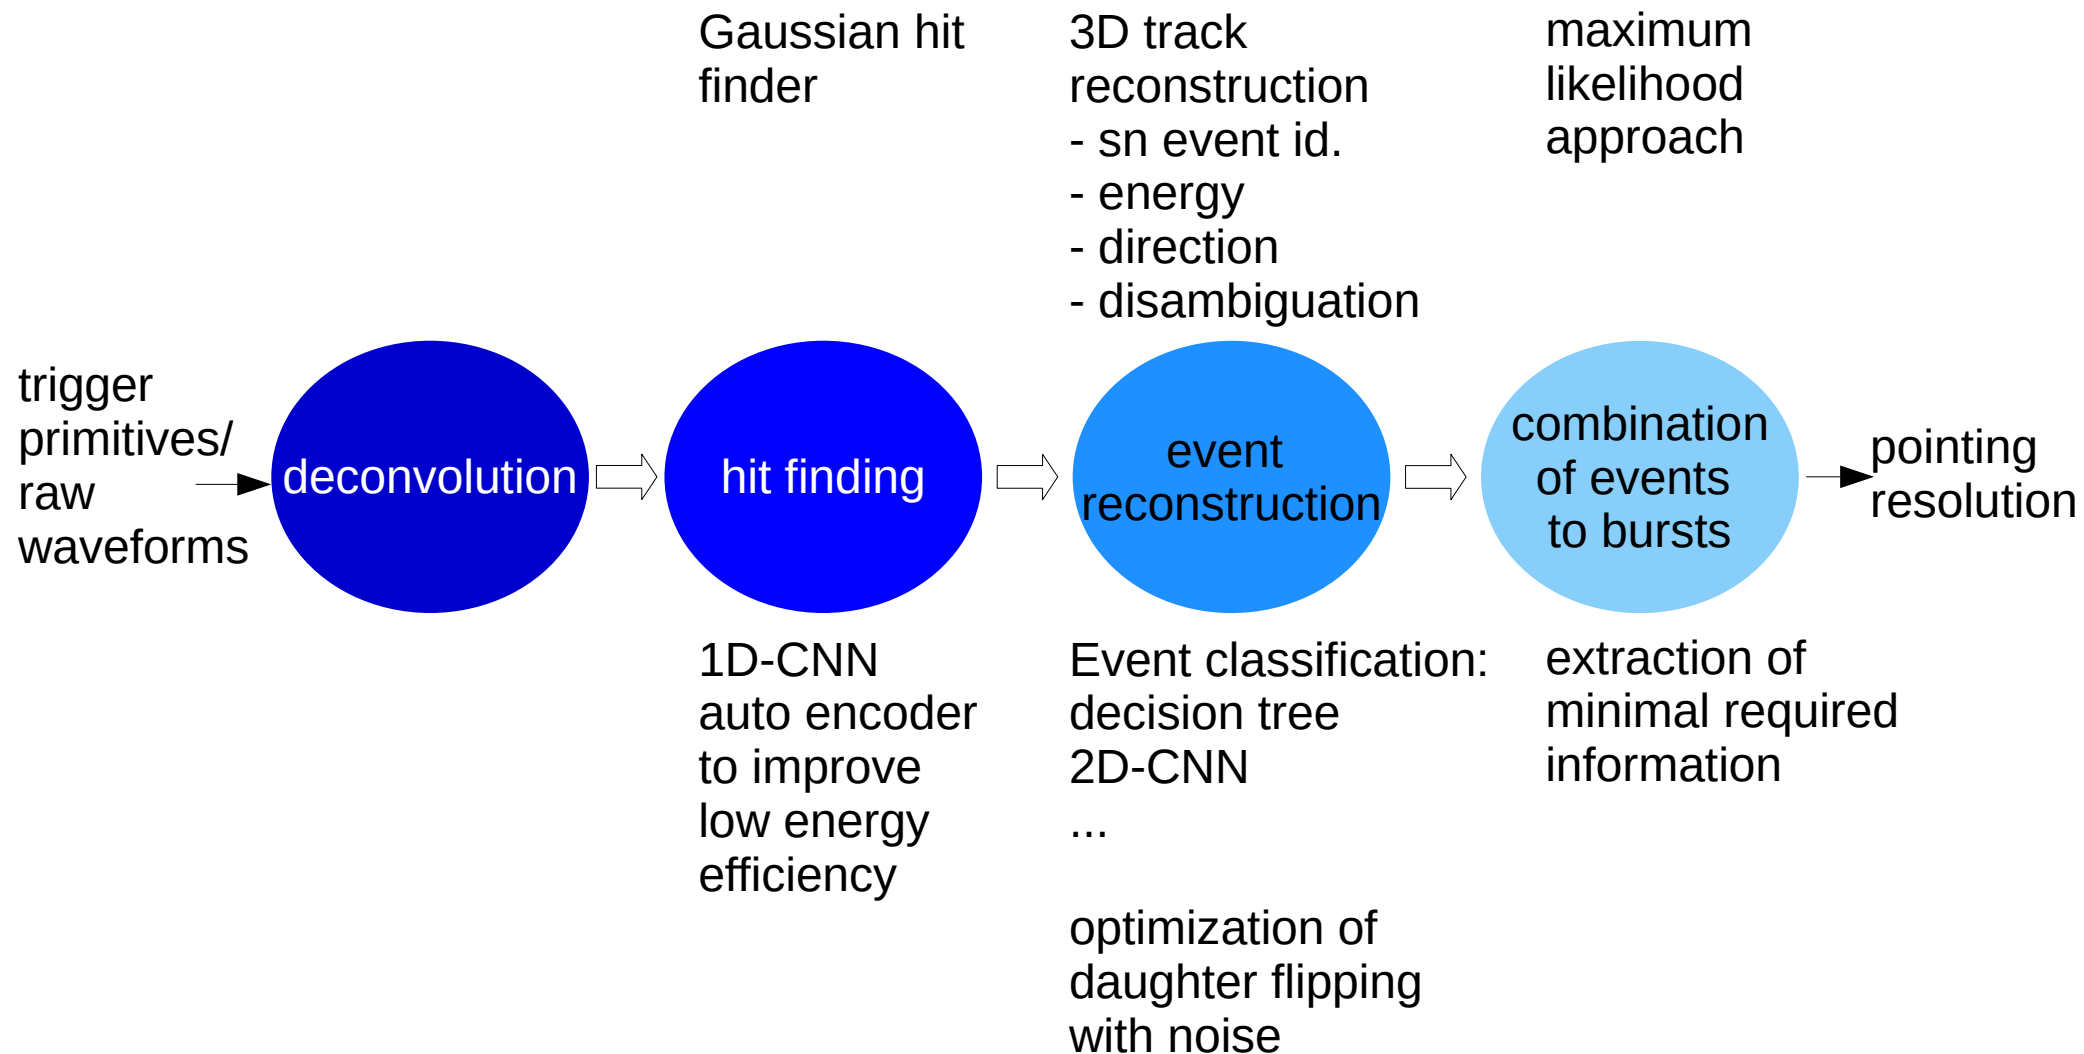 Gaussian hit
finder
3D track
reconstruction
- sn event id.
- energy
- direction
- disambiguation
maximum
likelihood
approach
trigger
primitives/
raw
waveforms
deconvolution
hit finding
event
reconstruction
combination
of events
to bursts
pointing
resolution
1D-CNN
auto encoder
to improve
low energy
efficiency
Event classification:
decision tree
2D-CNN
...
optimization of
daughter flipping
with noise
extraction of
minimal required
information